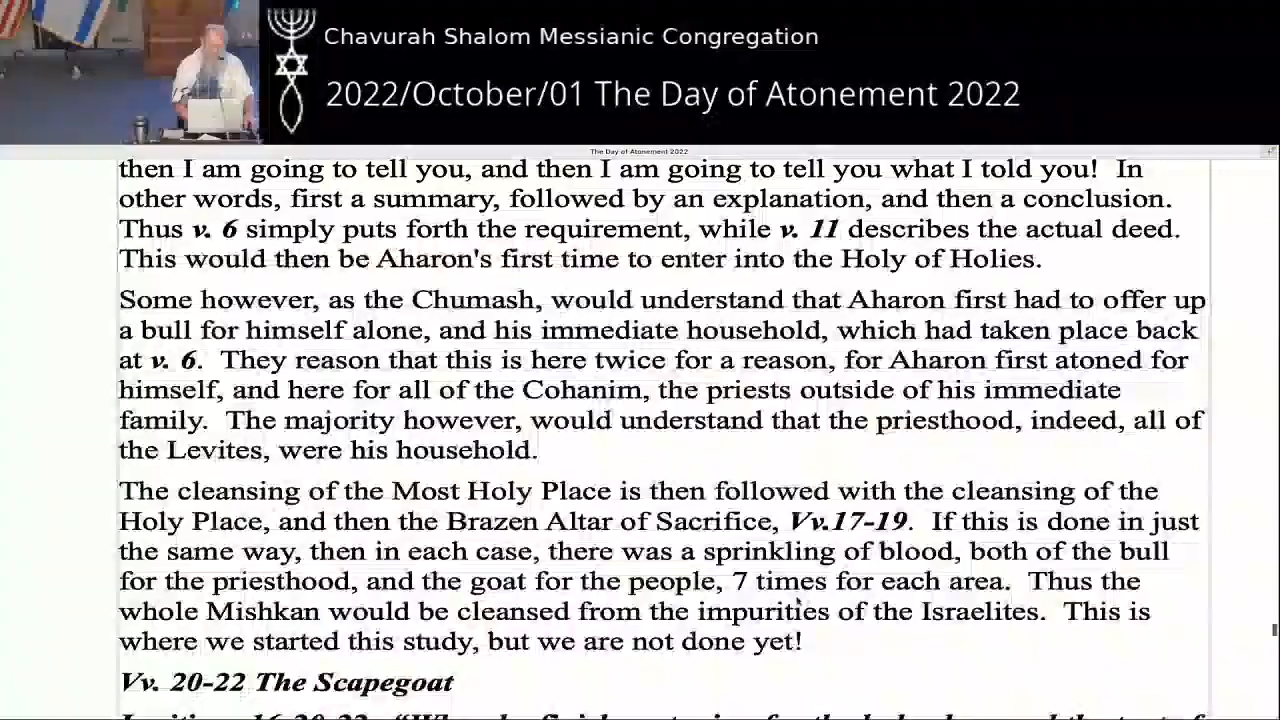 Chavurah Shalom Messianic Congregation
2022/October/01 The Day of Atonement 2022
The Day of Atonement 2022
then I am going to tell you, and then I am going to tell you what I told you! In
other words, first a summary, followed by an explanation, and then a conclusion.
Thus v. 6 simply puts forth the requirement, while v. 11 describes the actual deed.
This would then be Aharon's first time to enter into the Holy of Holies.
Some however, as the Chumash, would understand that Aharon first had to offer up
a bull for himself alone, and his immediate household, which had taken place back
at v. 6. They reason that this is here twice for a reason, for Aharon first atoned for
himself, and here for all of the Cohanim, the priests outside of his immediate
family. The majority however, would understand that the priesthood, indeed, all of
the Levites, were his household.
The cleansing of the Most Holy Place is then followed with the cleansing of the
Holy Place, and then the Brazen Altar of Sacrifice, Vv.17-19. If this is done in just
the same way, then in each case, there was a sprinkling of blood, both of the bull
for the priesthood, and the goat for the people, 7 times for each area. Thus the
whole Mishkan would be cleansed from the impurities of the Israelites. This is
where we started this study, but we are not done yet!
Vv. 20-22 The Scapegoat